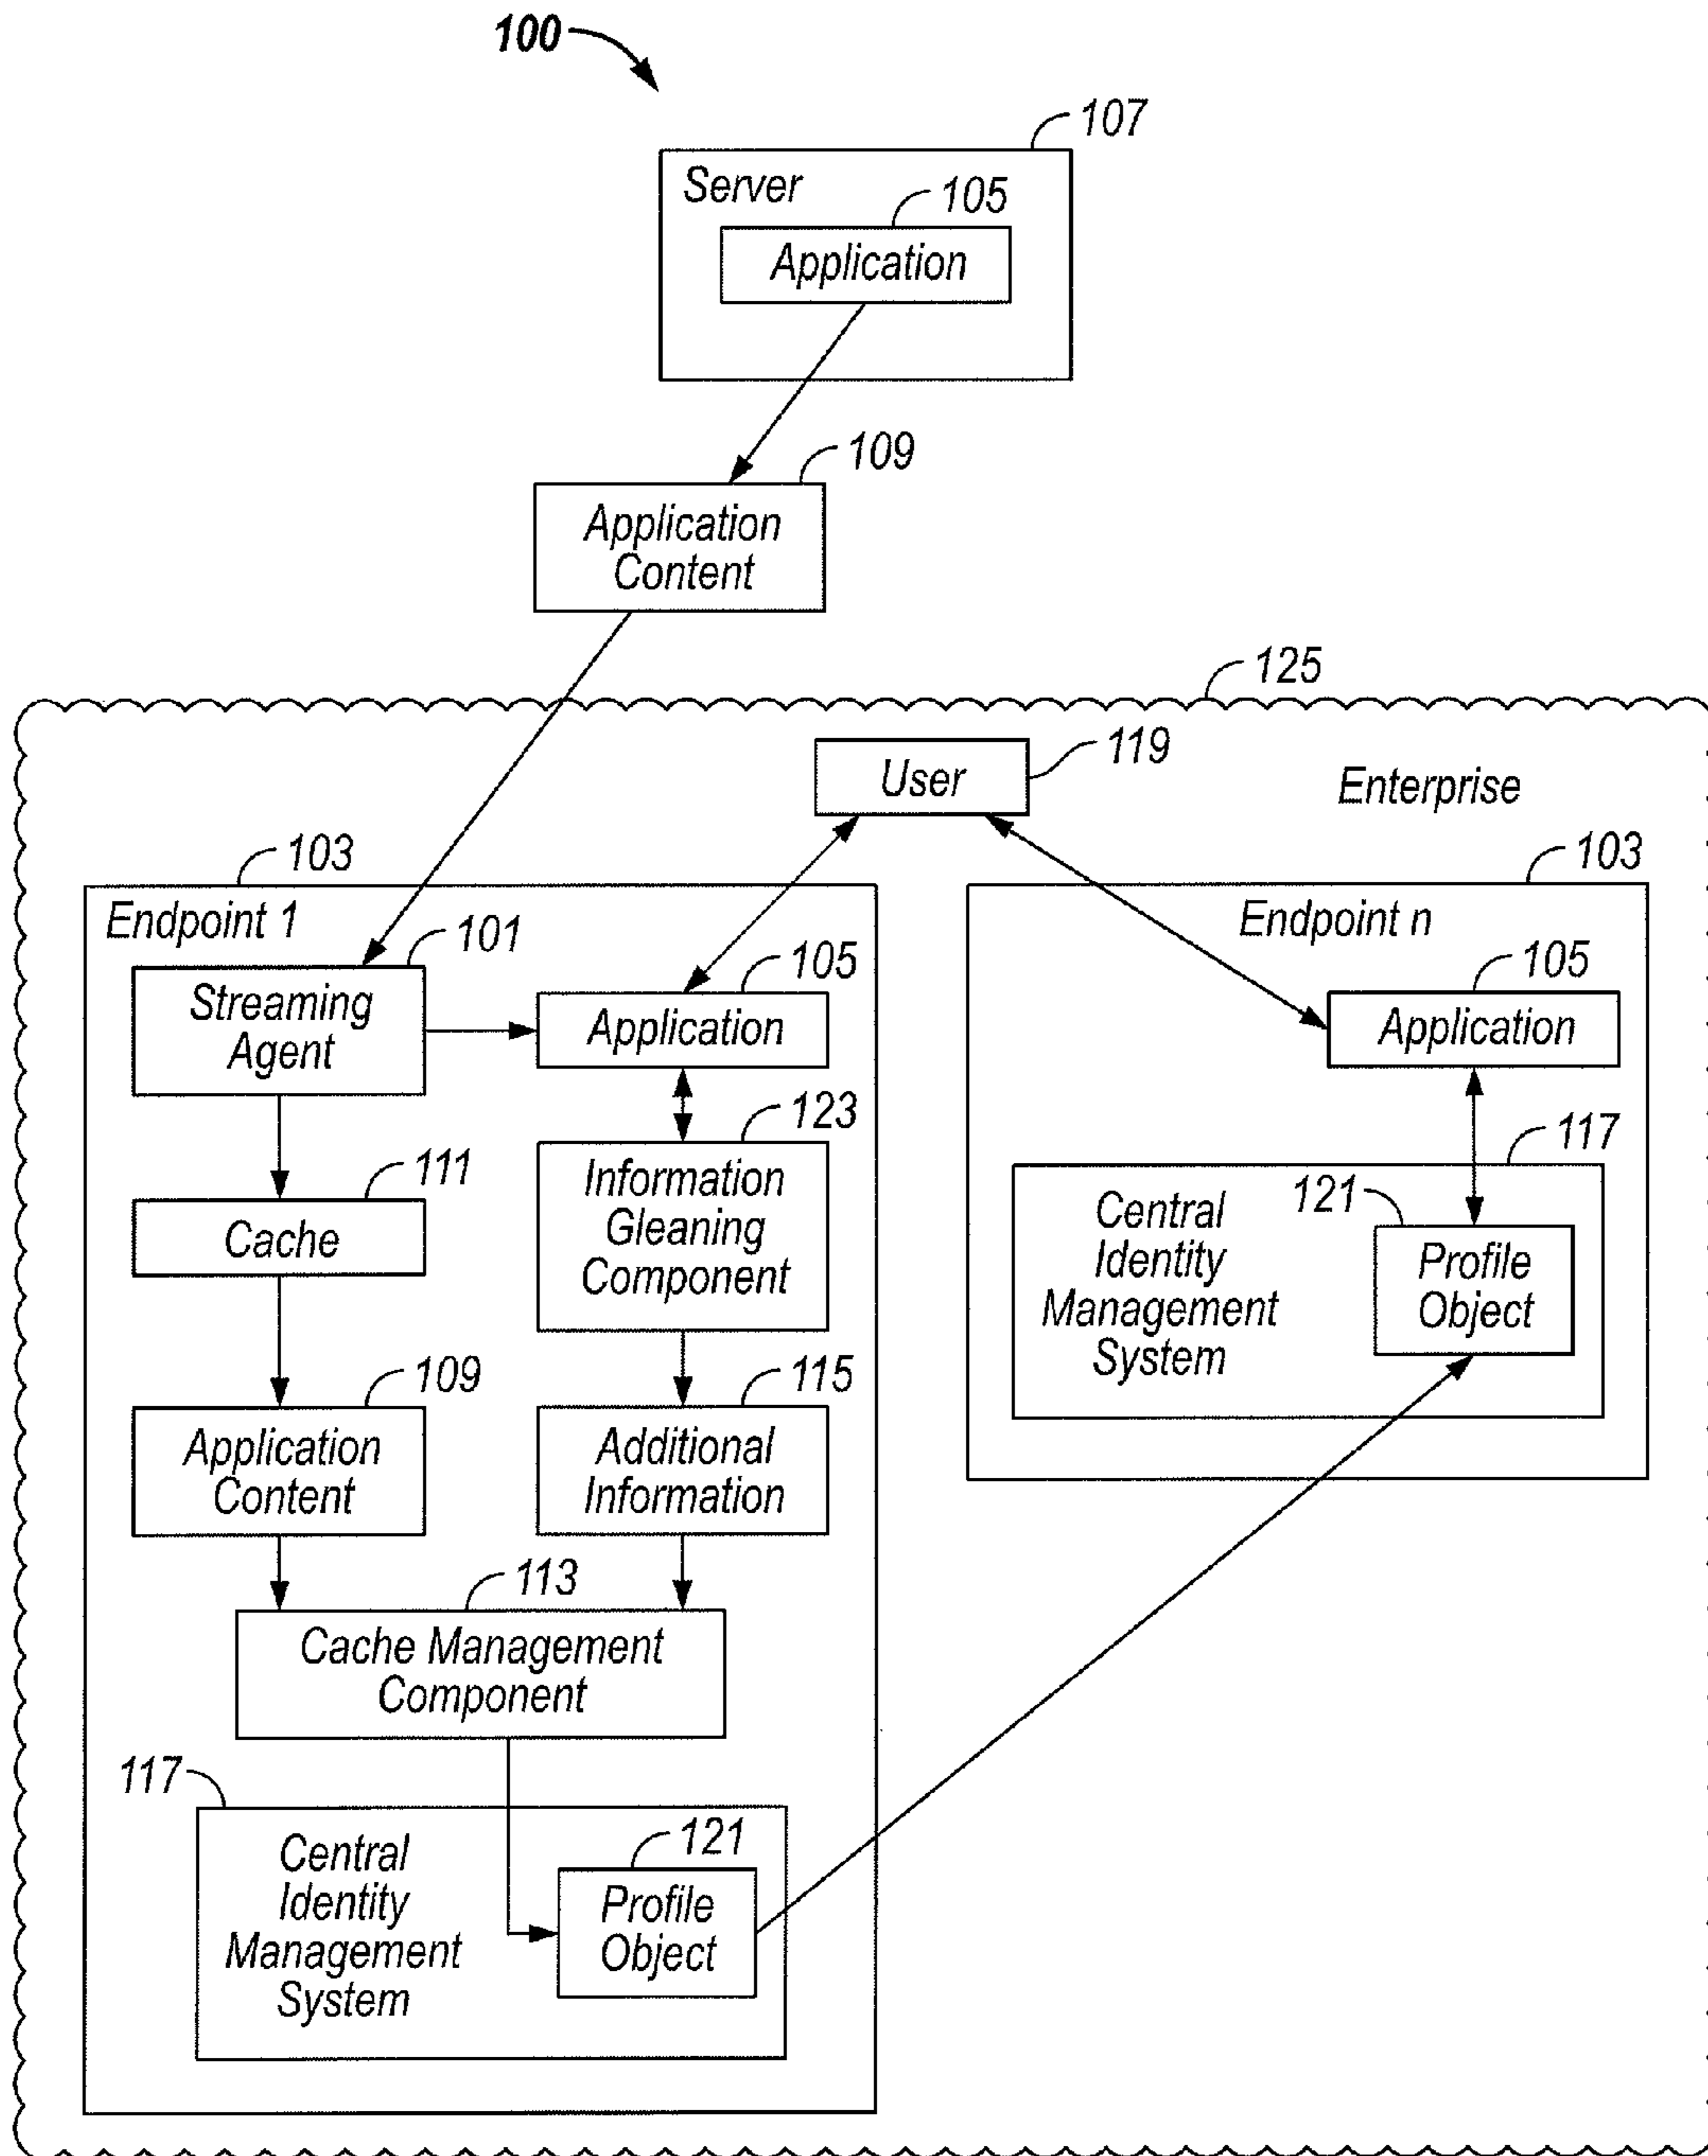 100
107
Server
105
Application
109
Application
Content
125
119
User
Enterprise
103
Endpoint 1
101
Streaming
Agent
105
Application
123
Information
Gleaning
Component
111
Cache
109
Application
Content
115
Additional
Information
113
Cache Management
Component
117
Central
Identity
Management
System
121
Profile
Object
103
Endpoint n
105
Application
117
Central
Identity
Management
System
121
Profile
Object